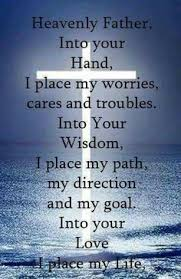 Heavenly Father,
Into your
Hand,
I place my worries,
cares and troubles.
Into Your
Wisdom,
I place my path,
my direction
and my goal.
Into your
Love
I place my Life.